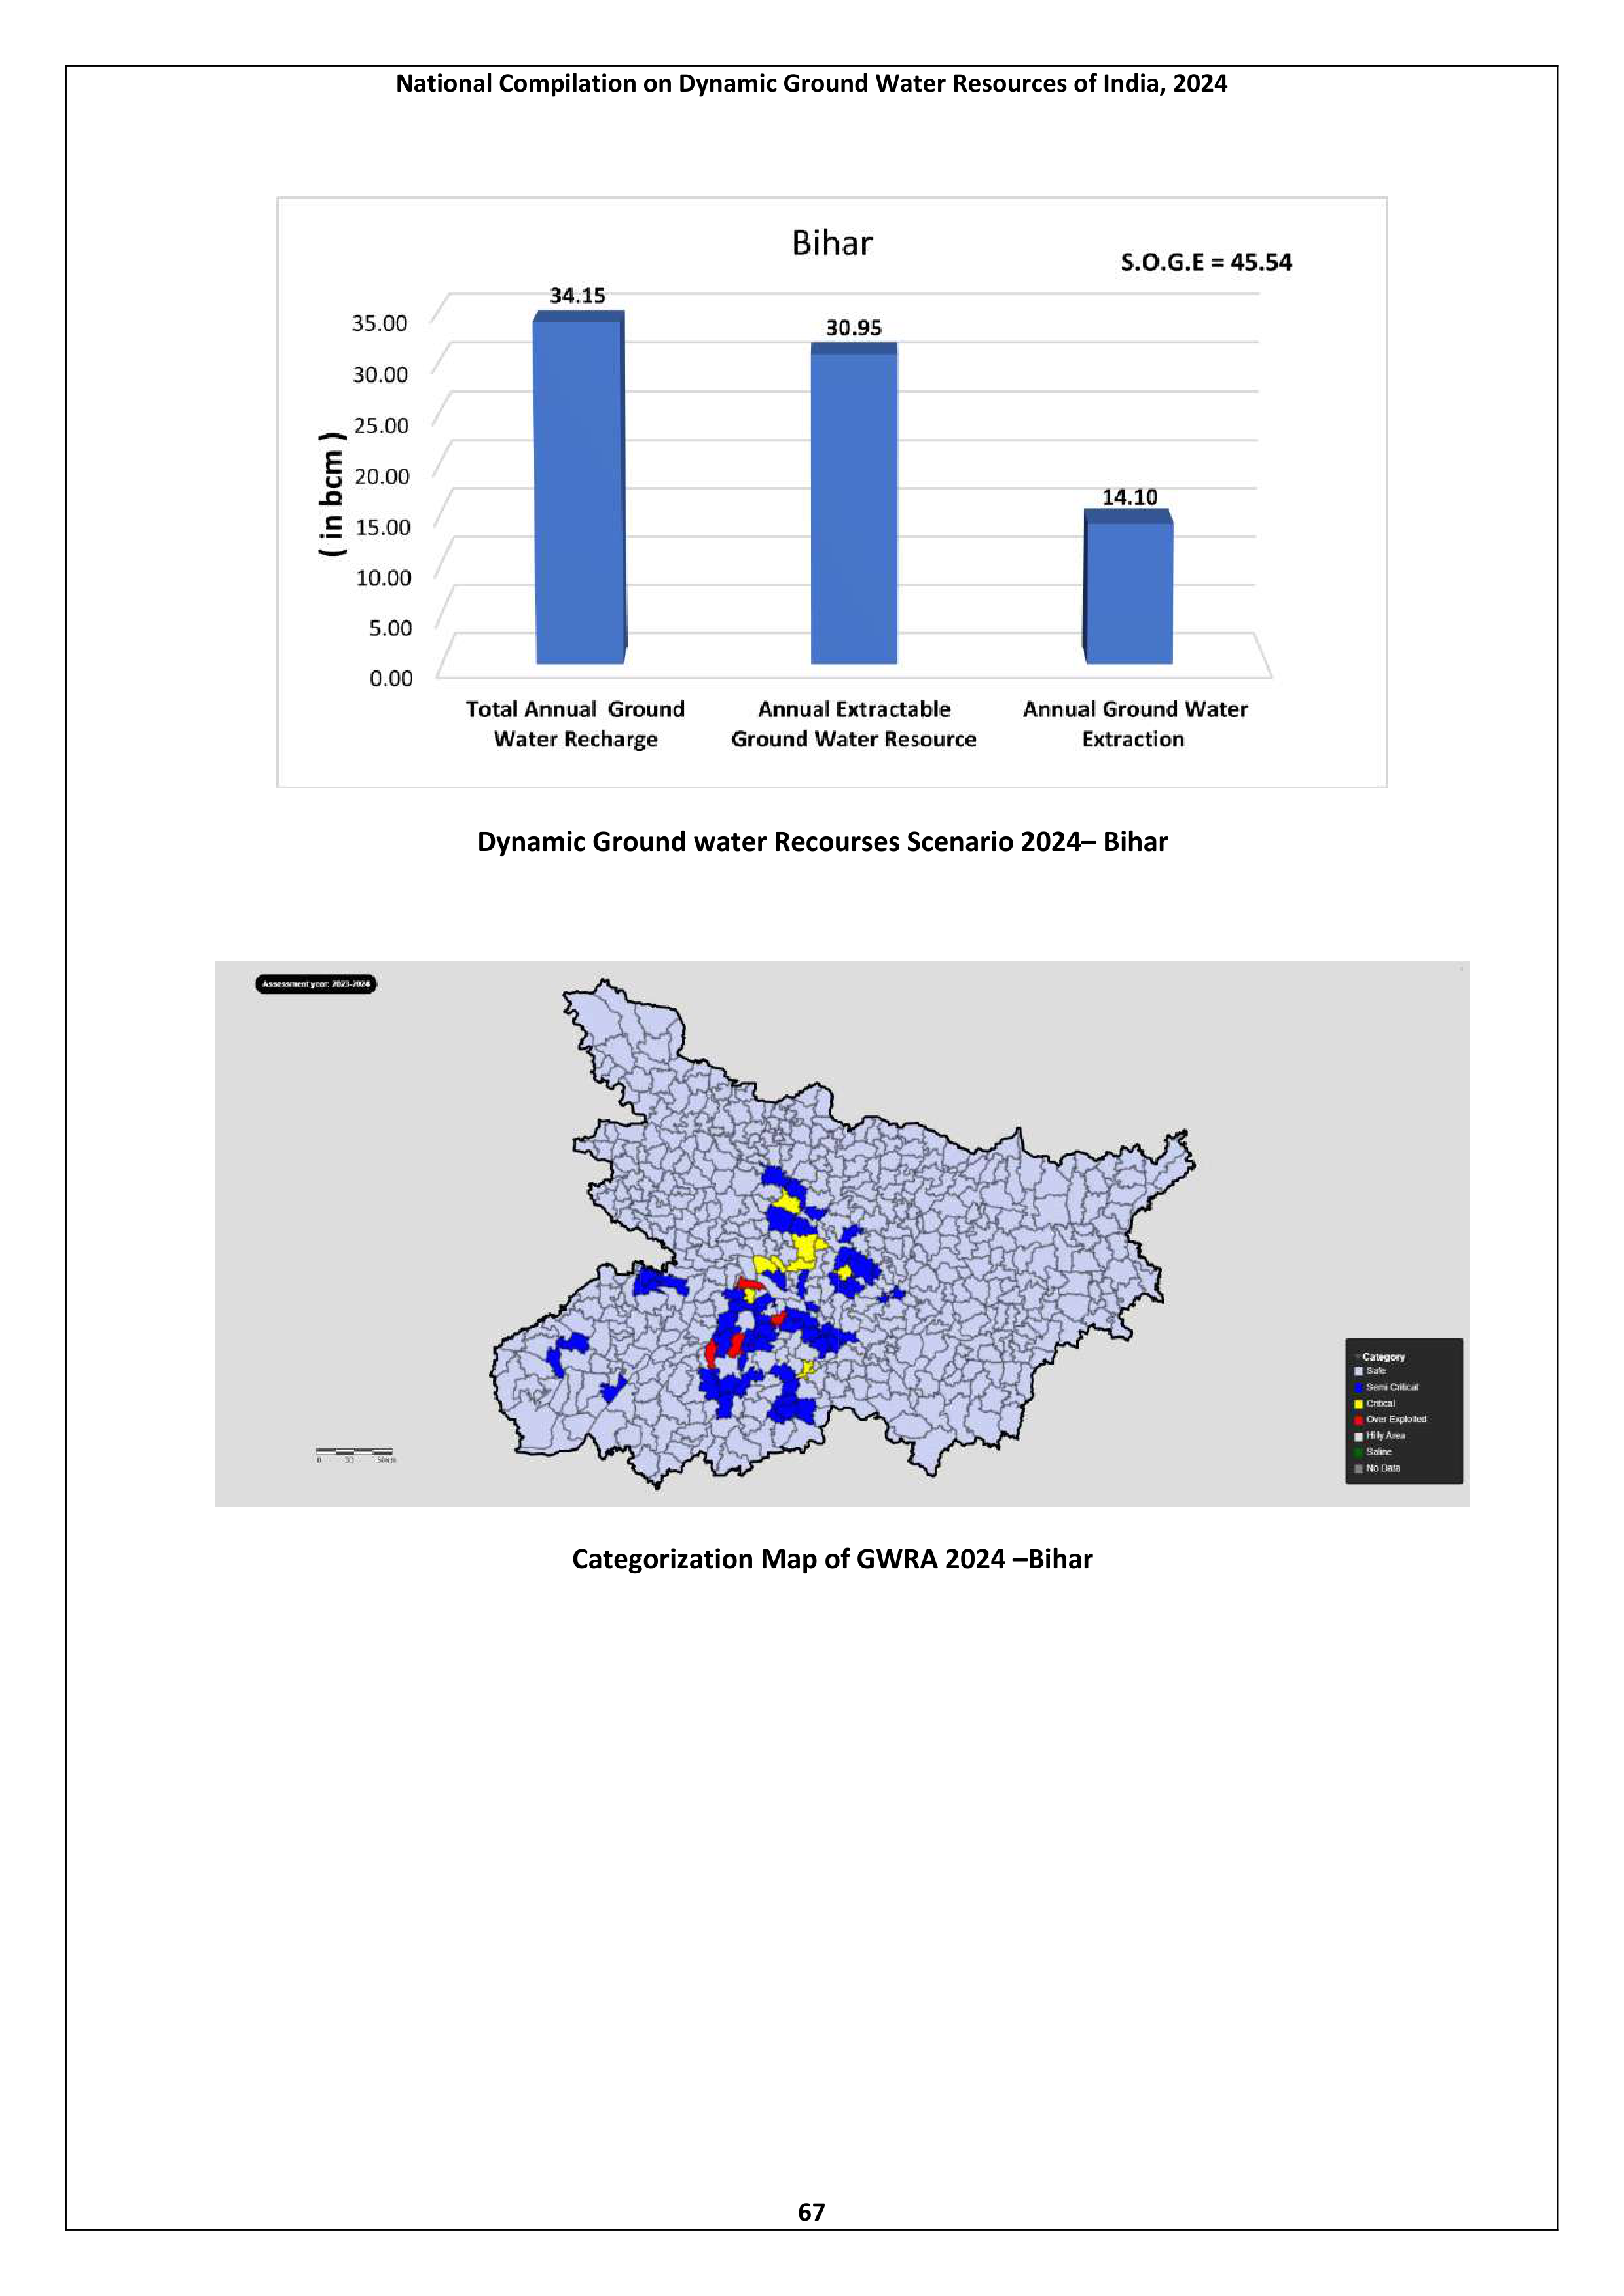 National Compilation on Dynamic Ground Water Resources of India, 2024
Bihar
S.O.G.E = 45.54
34.15
30.95
14.10
35.00
30.00
25.00
20.00
15.00
10.00
5.00
0.00
( in bcm )
Total Annual Ground
Water Recharge
Annual Extractable
Ground Water Resource
Annual Ground Water
Extraction
Dynamic Ground water Recourses Scenario 2024– Bihar
Assessment year: 2023-2024
Category
Safe
Semi Critical
Critical
Over Exploited
Hilly Area
Saline
No Data
0
50km
Categorization Map of GWRA 2024 –Bihar
67